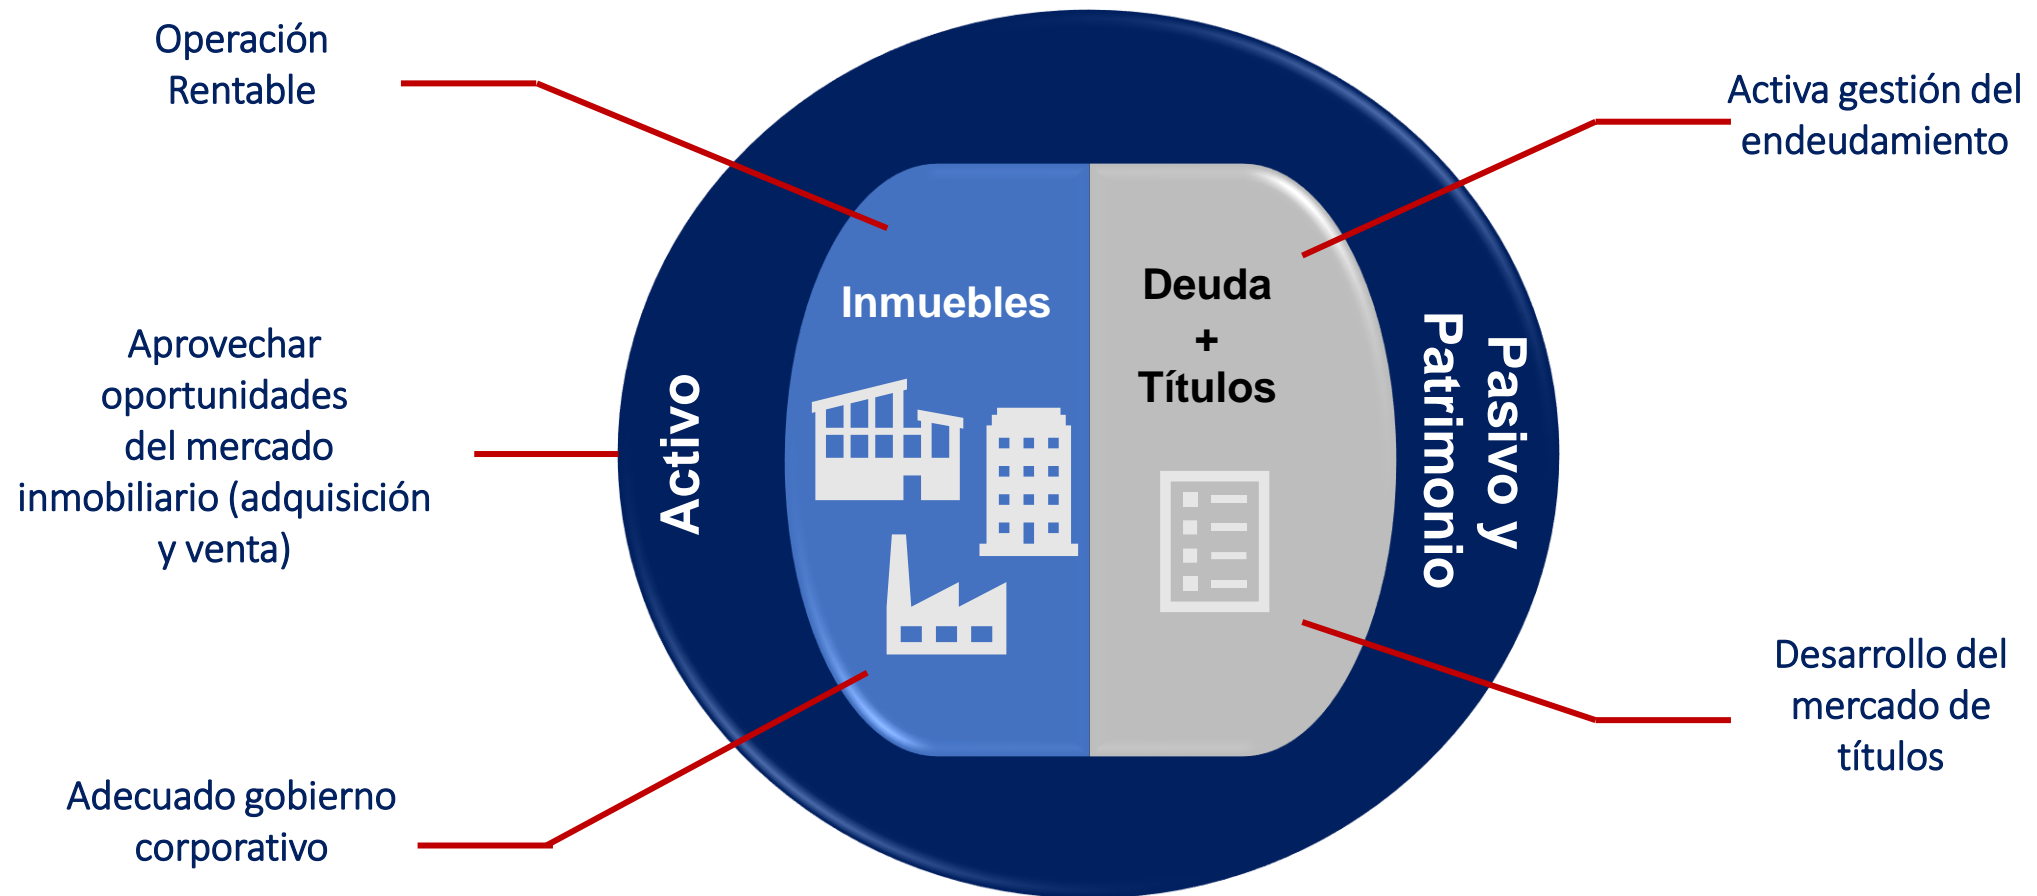 Operación
Rentable
Aprovechar
oportunidades
del mercado
inmobiliario (adquisición
y venta)
Adecuado gobierno
corporativo
Activo
Inmuebles
Deuda
+
Títulos
Pasivo y
Patrimonio
Activa gestión del
endeudamiento
Desarrollo del
mercado de
títulos